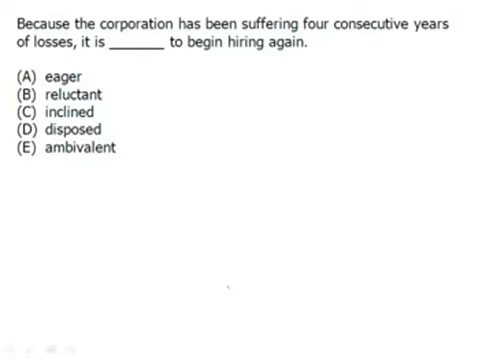 Because the corporation has been suffering four consecutive years
of losses, it is _______ to begin hiring again.
(A) eager
(B) reluctant
(C) inclined
(D) disposed
(E) ambivalent